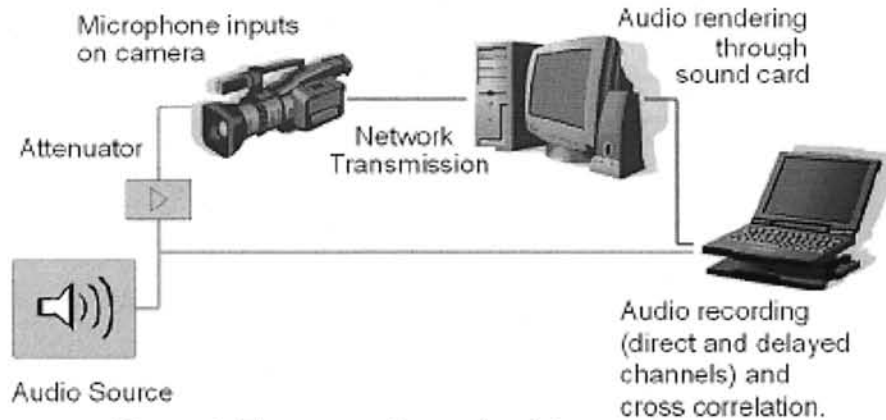 Microphone inputs
on camera
Audio rendering
through
sound card
Attenuator
Network
Transmission
Audio Source
Audio recording
(direct and delayed
channels) and
cross correlation.